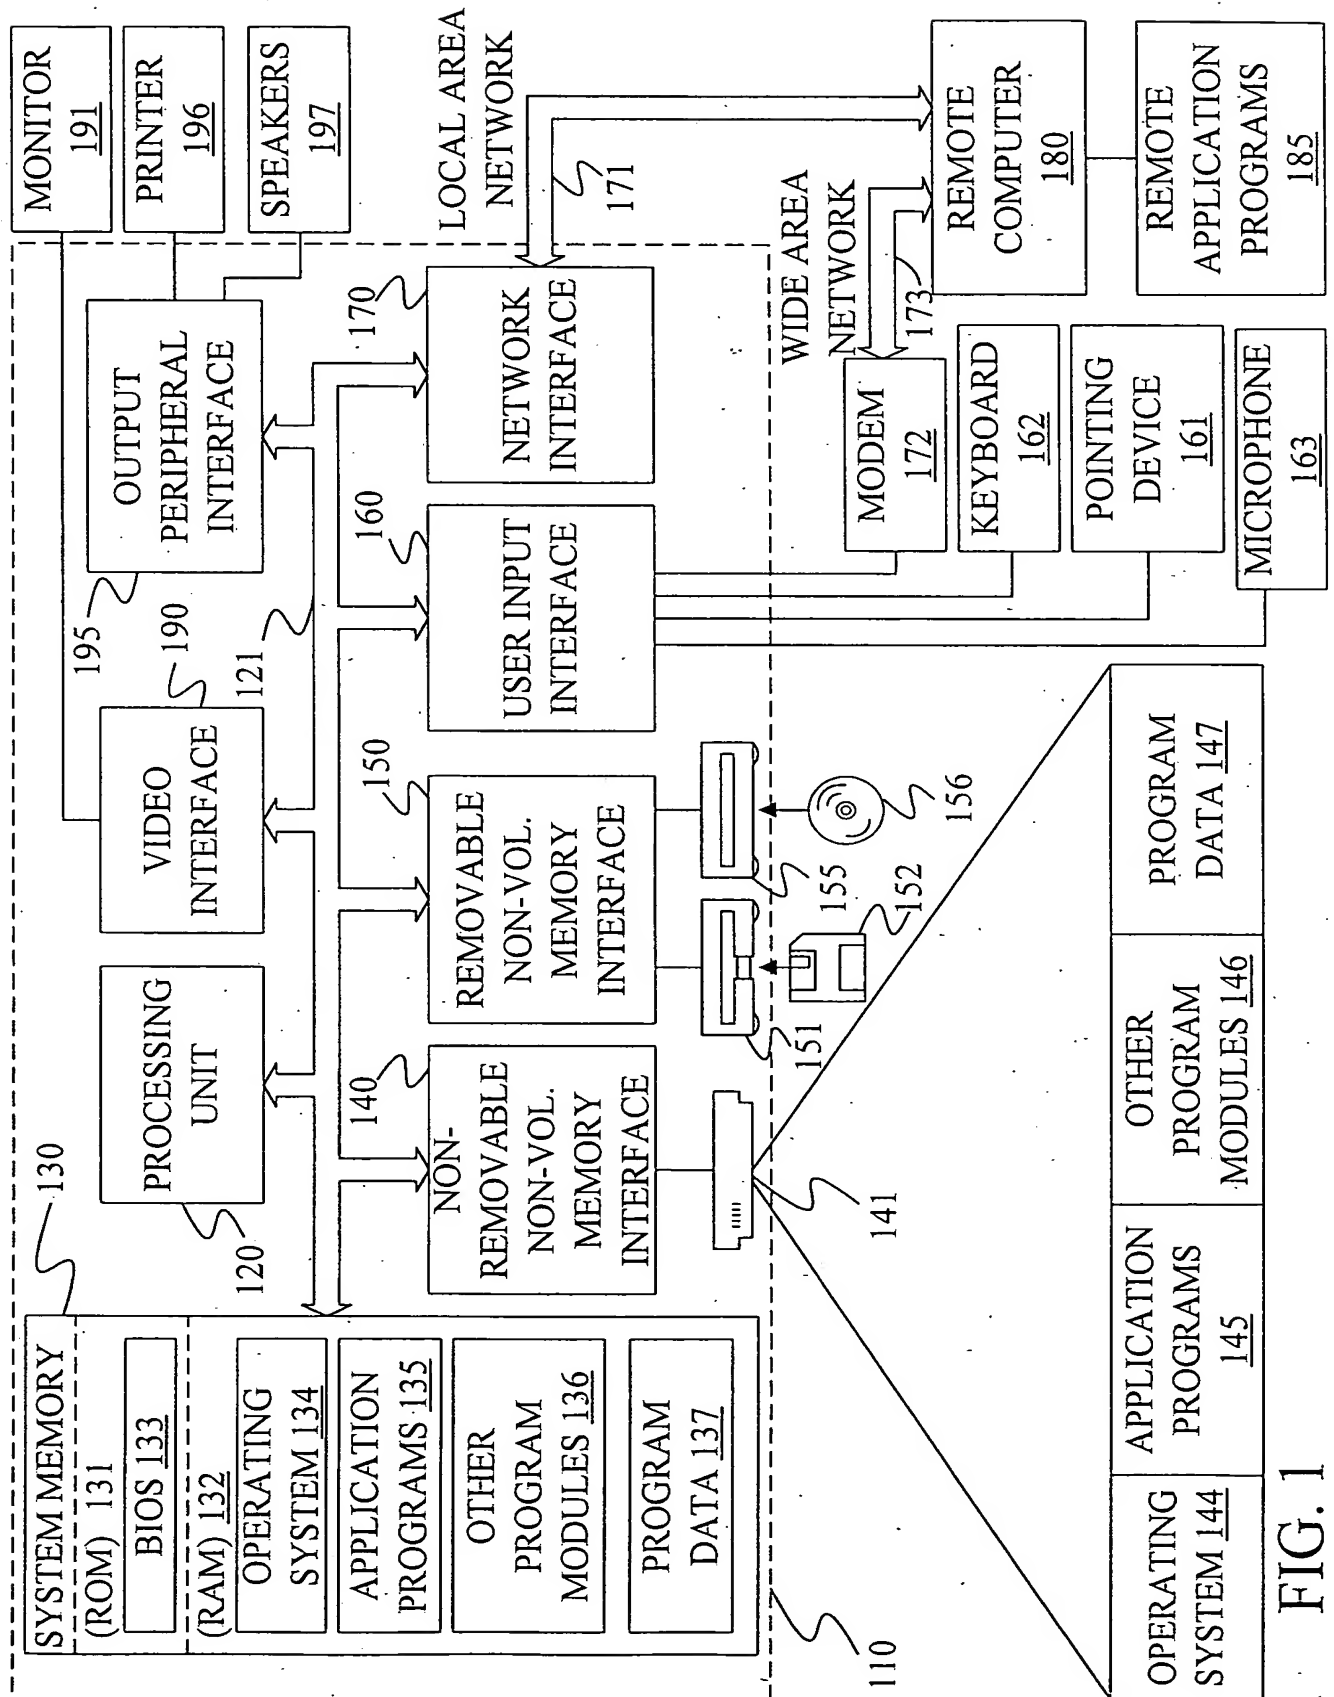 SYSTEM MEMORY
130
(ROM) 131
BIOS 133
(RAM) 132
OPERATING
SYSTEM 134
APPLICATION
PROGRAMS 135
OTHER
PROGRAM
MODULES 136
PROGRAM
DATA 137
110
PROCESSING
UNIT
120
VIDEO
INTERFACE
190
121
OUTPUT
PERIPHERAL
INTERFACE
195
MONITOR
191
PRINTER
196
SPEAKERS
197
140
NON-
REMOVABLE
NON-VOL.
MEMORY
INTERFACE
150
REMOVABLE
NON-VOL.
MEMORY
INTERFACE
160
USER INPUT
INTERFACE
170
NETWORK
INTERFACE
LOCAL AREA
NETWORK
171
141
151
152
155
156
WIDE AREA
NETWORK
173
MODEM
172
KEYBOARD
162
POINTING
DEVICE
161
MICROPHONE
163
REMOTE
COMPUTER
180
REMOTE
APPLICATION
PROGRAMS
185
OPERATING
SYSTEM 144
APPLICATION
PROGRAMS
145
OTHER
PROGRAM
MODULES 146
PROGRAM
DATA 147
FIG. 1